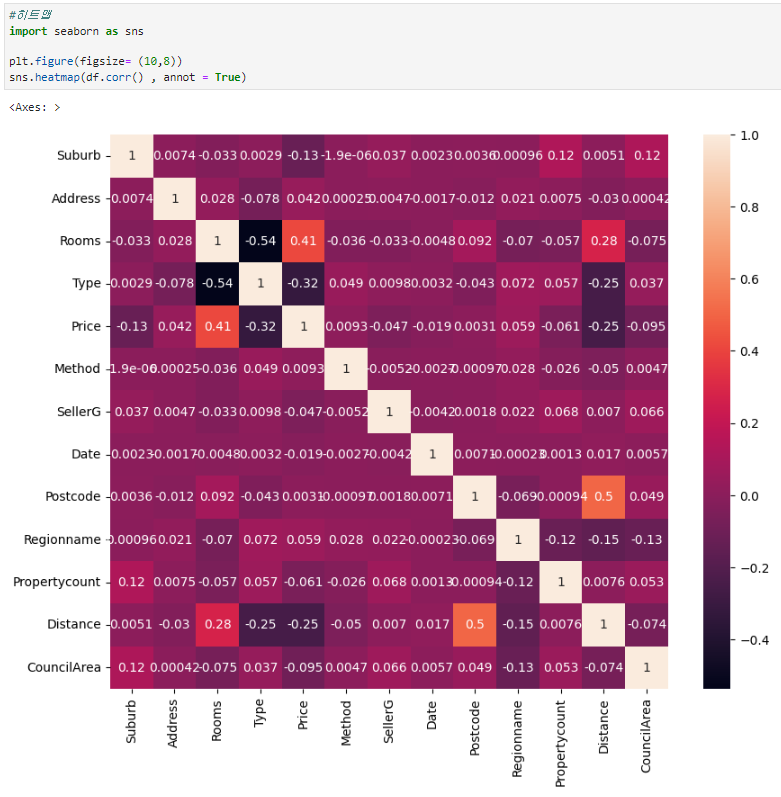 #히트맵
import seaborn as sns
plt.figure(figsize= (10,8))
sns.heatmap(df.corr() , annot = True)
<Axes: >
Suburb 1 0.0074 -0.033 0.0029 -0.13 -1.9e-06 0.037 0.0023 0.0036 0.00096 0.12 0.0051 0.12
Address 0.0074 1 0.028 -0.078 0.042 0.00025 0.0047 -0.0017 -0.012 0.021 0.0075 -0.03 0.00042
Rooms -0.033 0.028 1 -0.54 0.41 -0.036 -0.033 -0.0048 0.092 -0.07 -0.057 0.28 -0.075
Type 0.0029 -0.078 -0.54 1 -0.32 0.049 0.0098 0.0032 -0.043 0.072 0.057 -0.25 0.037
Price -0.13 0.042 0.41 -0.32 1 0.0093 -0.047 -0.019 0.0031 0.059 -0.061 -0.25 -0.095
Method -1.9e-06 0.00025 -0.036 0.049 0.0093 1 -0.0052 -0.0027 0.00097 0.028 -0.026 -0.05 0.0047
SellerG 0.037 0.0047 -0.033 0.0098 -0.047 -0.0052 1 -0.0042 0.0018 0.022 0.068 0.007 0.066
Date 0.0023 -0.0017 -0.0048 0.0032 -0.019 -0.0027 -0.0042 1 0.0071 -0.00023 0.0013 0.017 0.0057
Postcode 0.0036 -0.012 0.092 -0.043 0.0031 -0.00097 0.0018 0.0071 1 -0.069 0.00094 0.5 0.049
Regionname 0.00096 0.021 -0.07 0.072 0.059 0.028 0.022 -0.00023 -0.069 1 -0.12 -0.15 -0.13
Propertycount 0.12 0.0075 -0.057 0.057 -0.061 -0.026 0.068 0.0013 -0.00094 -0.12 1 0.0076 0.053
Distance 0.0051 -0.03 0.28 -0.25 -0.25 -0.05 0.007 0.017 0.5 -0.15 0.0076 1 -0.074
CouncilArea 0.12 0.00042 -0.075 0.037 -0.095 0.0047 0.066 0.0057 0.049 -0.13 0.053 -0.074 1
Suburb
Address
Rooms
Type
Price
Method
SellerG
Date
Postcode
Regionname
Propertycount
Distance
CouncilArea
1.0
0.8
0.6
0.4
0.2
0.0
−0.2
−0.4